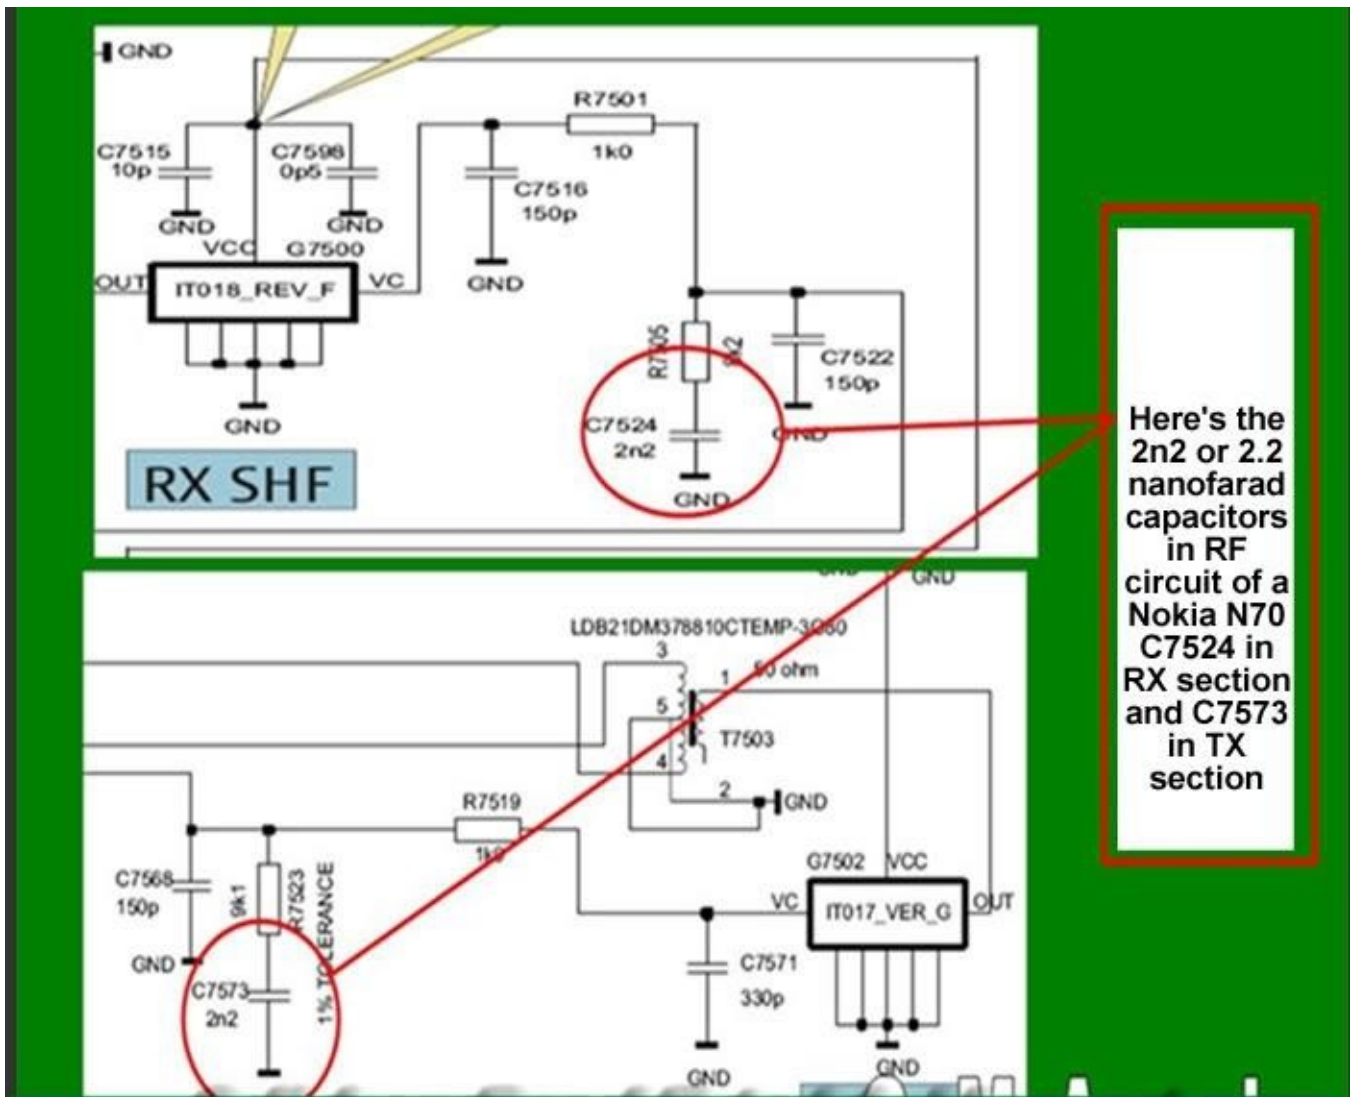 GND
R7501
1k0
C7515
10p
C7598
0p5
C7516
150p
GND
GND
VCC
G7500
OUT
IT018_REV_F
VC
GND
R7505
C7522
150p
GND
GND
C7524
2n2
GND
RX SHF
Here's the
2n2 or 2.2
nanofarad
capacitors
in RF
circuit of a
Nokia N70
C7524 in
RX section
and C7573
in TX
section
GND
3
1
5
T7503
4
2
GND
R7519
C7568
150p
9k1
R7523
1% TOLERANCE
GND
C7573
2n2
G7502
VCC
VC
IT017_VER_G
OUT
C7571
330p
GND
GND